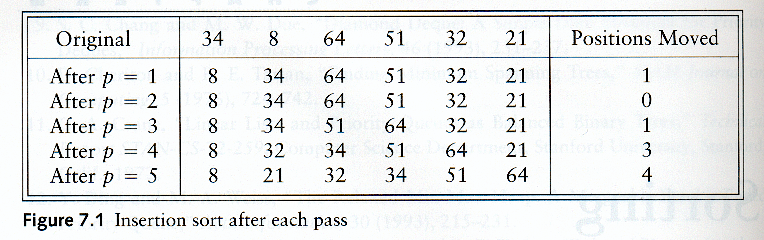 Original 34 8 64 51 32 21 Positions Moved
After p = 1 8 34 64 51 32 21 1
After p = 2 8 34 64 51 32 21 0
After p = 3 8 34 51 64 32 21 1
After p = 4 8 32 34 51 64 21 3
After p = 5 8 21 32 34 51 64 4
Figure 7.1 Insertion sort after each pass